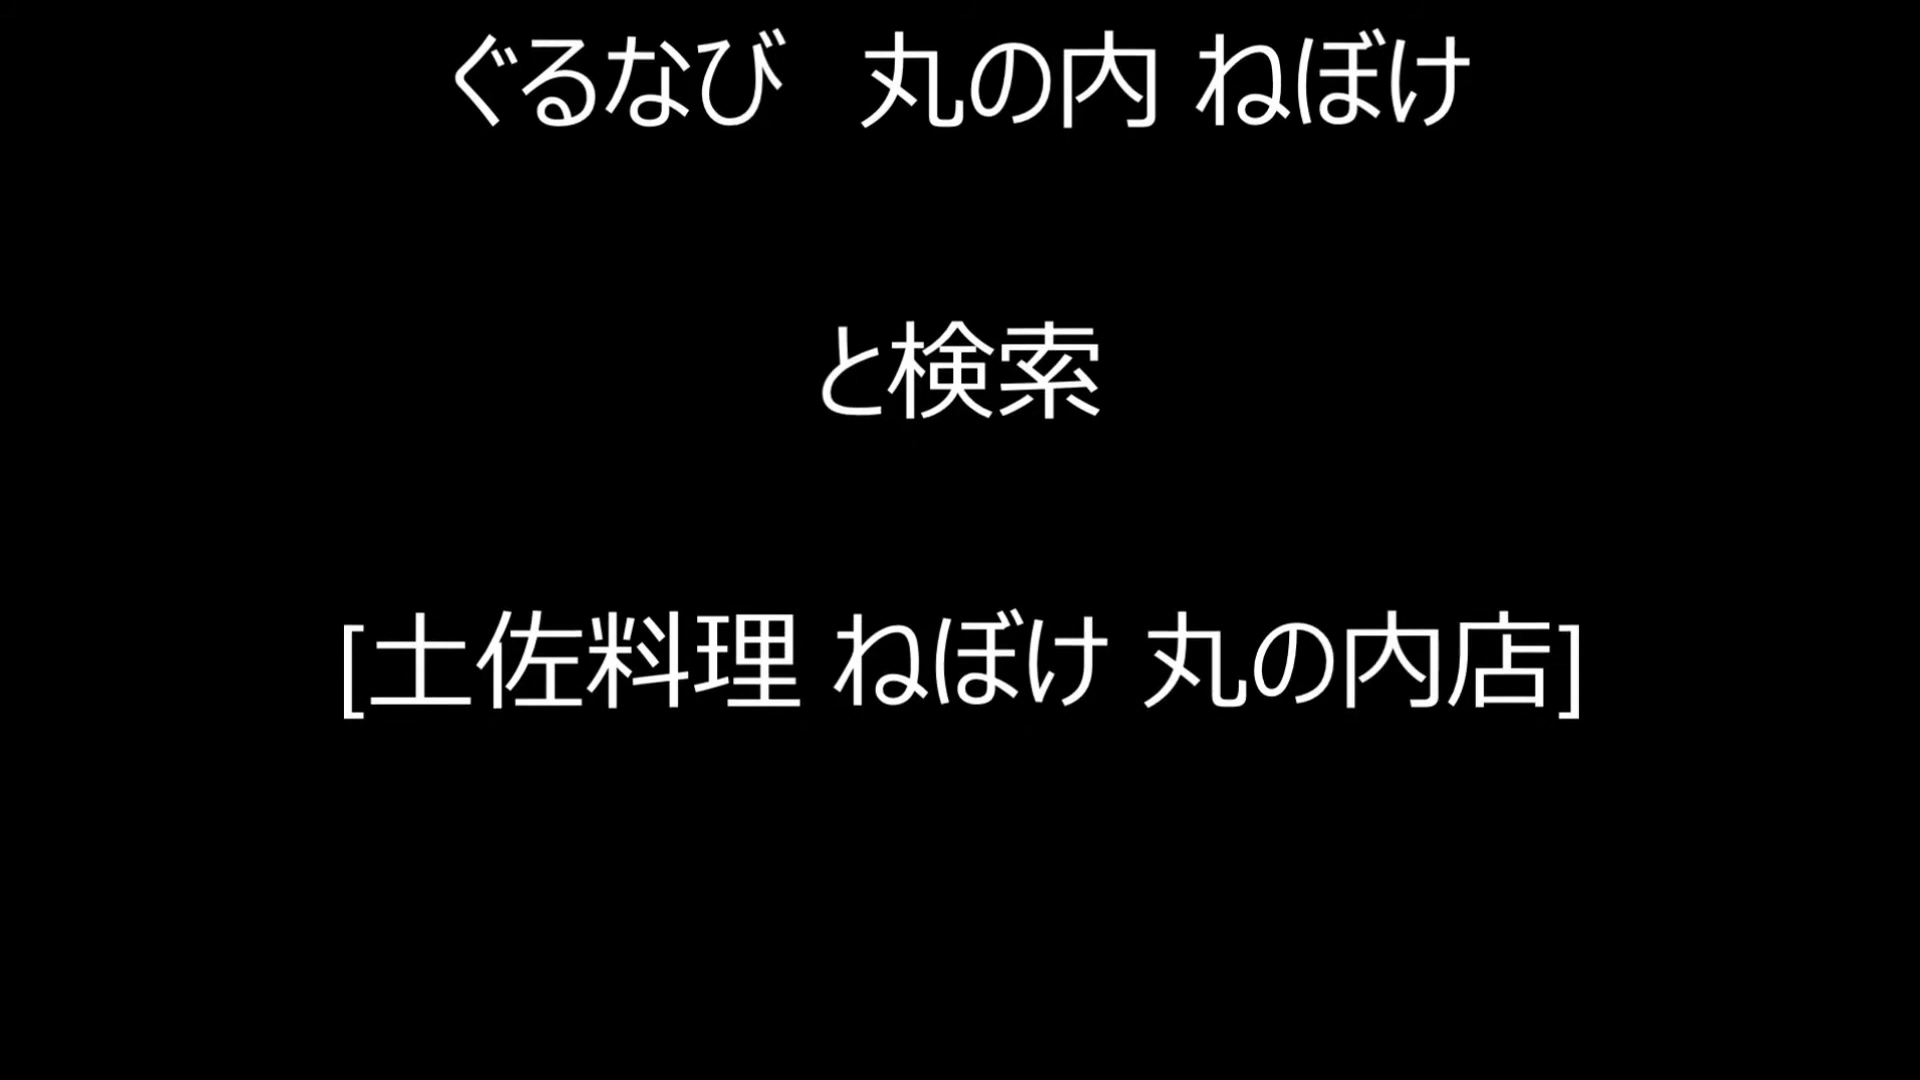 ぐるなび　丸の内 ねぼけ
と検索
[土佐料理 ねぼけ 丸の内店]